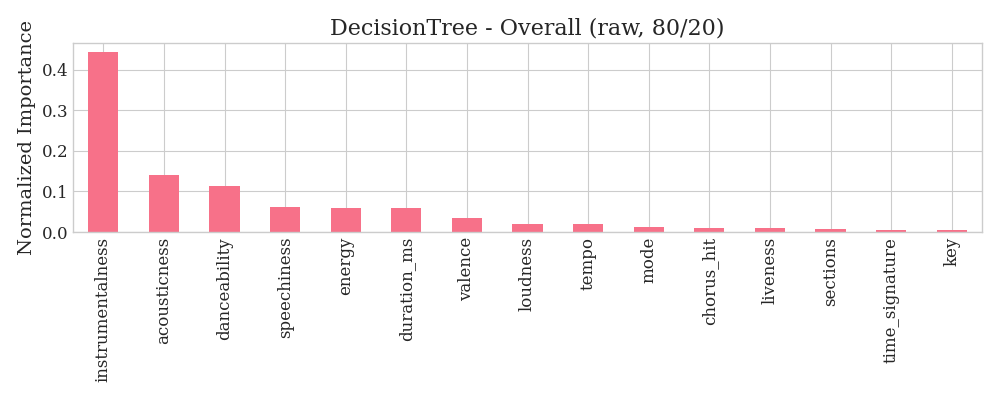 DecisionTree - Overall (raw, 80/20)
Normalized Importance
0.4
0.3
0.2
0.1
0.0
instrumentalness
acousticness
danceability
speechiness
energy
duration_ms
valence
loudness
tempo
mode
chorus_hit
liveness
sections
time_signature
key